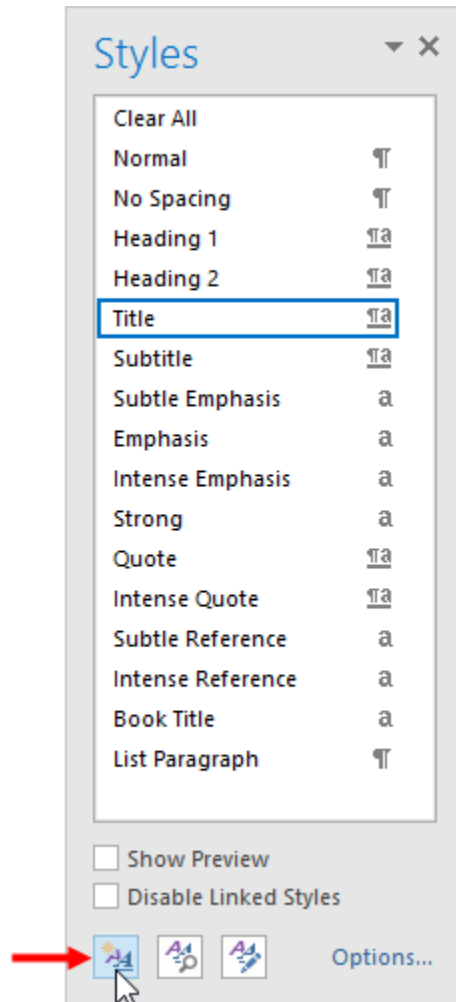 Styles
Clear All
Normal ¶
No Spacing ¶
Heading 1 ¶a
Heading 2 ¶a
Title ¶a
Subtitle ¶a
Subtle Emphasis a
Emphasis a
Intense Emphasis a
Strong a
Quote ¶a
Intense Quote ¶a
Subtle Reference a
Intense Reference a
Book Title a
List Paragraph ¶
Show Preview
Disable Linked Styles
Options...